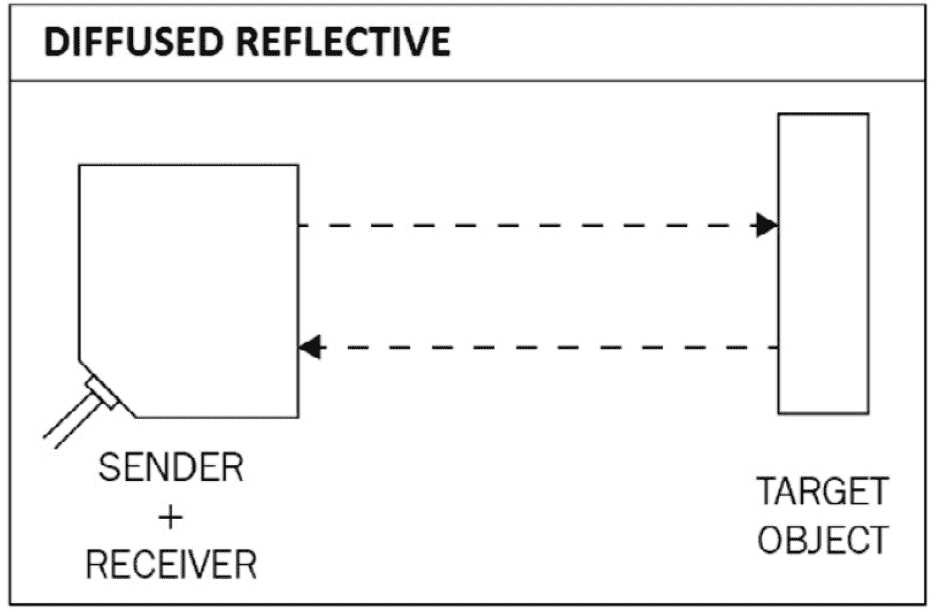 DIFFUSED REFLECTIVE
SENDER
+
RECEIVER
TARGET
OBJECT